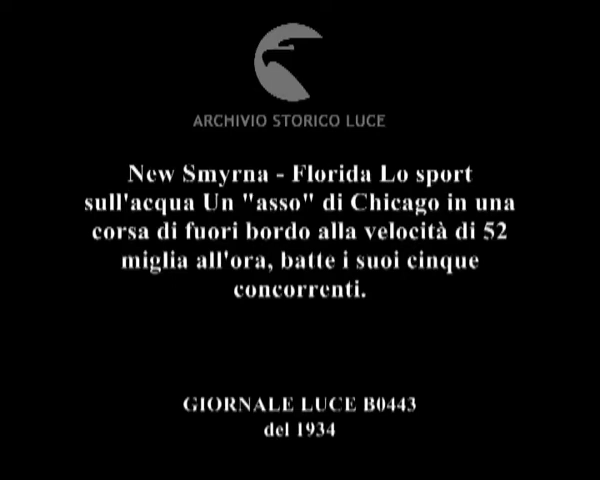 ARCHIVIO STORICO LUCE
New Smyrna - Florida Lo sport
sull'acqua Un "asso" di Chicago in una
corsa di fuori bordo alla velocità di 52
miglia all'ora, batte i suoi cinque
concorrenti.
GIORNALE LUCE B0443
del 1934